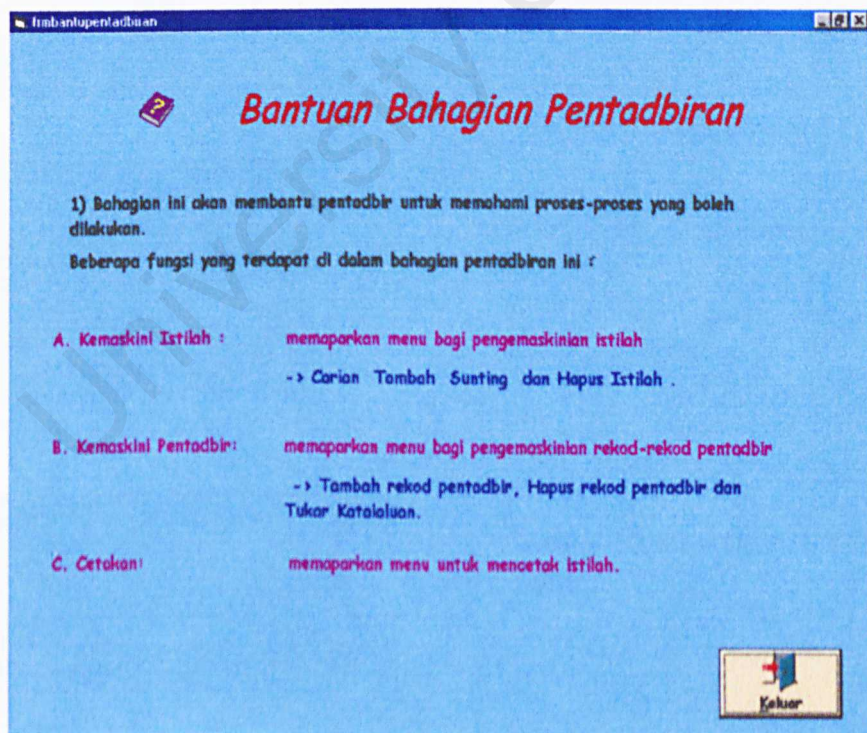 frmbantupentadbiran
Bantuan Bahagian Pentadbiran
1) Bahagian ini akan membantu pentadbir untuk memahami proses-proses yang boleh
dilakukan.
Beberapa fungsi yang terdapat di dalam bahagian pentadbiran ini :
A. Kemaskini Istilah : memaparkan menu bagi pengemaskinian istilah
-> Carian Tambah Sunting dan Hapus Istilah .
B. Kemaskini Pentadbir: memaparkan menu bagi pengemaskinian rekod-rekod pentadbir
-> Tambah rekod pentadbir, Hapus rekod pentadbir dan
Tukar Katalaluan.
C. Cetakan: memaparkan menu untuk mencetak istilah.
Keluar
University